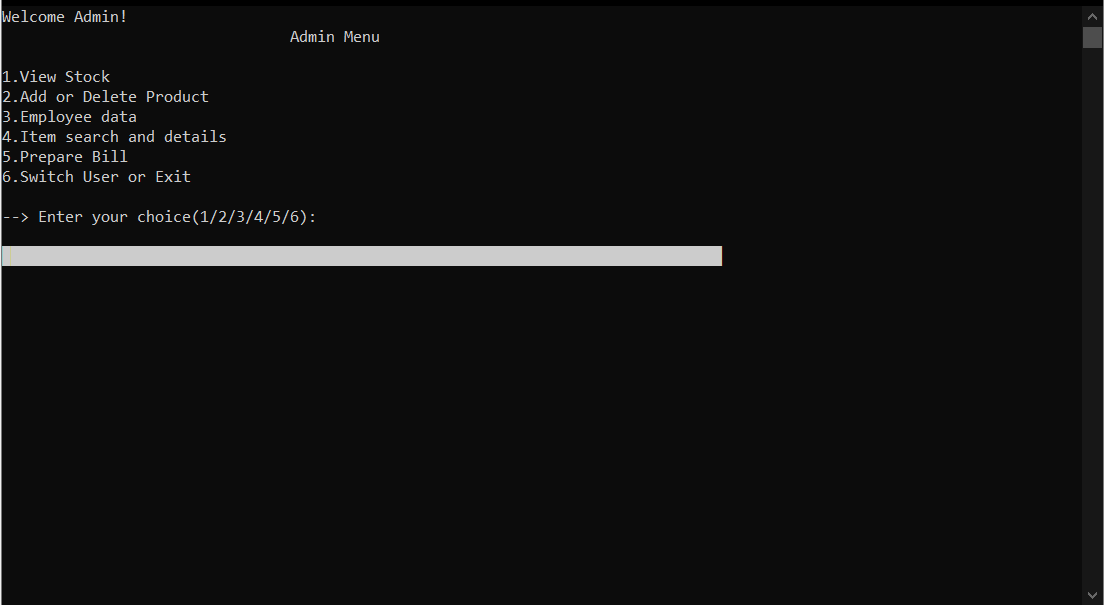 Welcome Admin!
Admin Menu
1.View Stock
2.Add or Delete Product
3.Employee data
4.Item search and details
5.Prepare Bill
6.Switch User or Exit
--> Enter your choice(1/2/3/4/5/6):